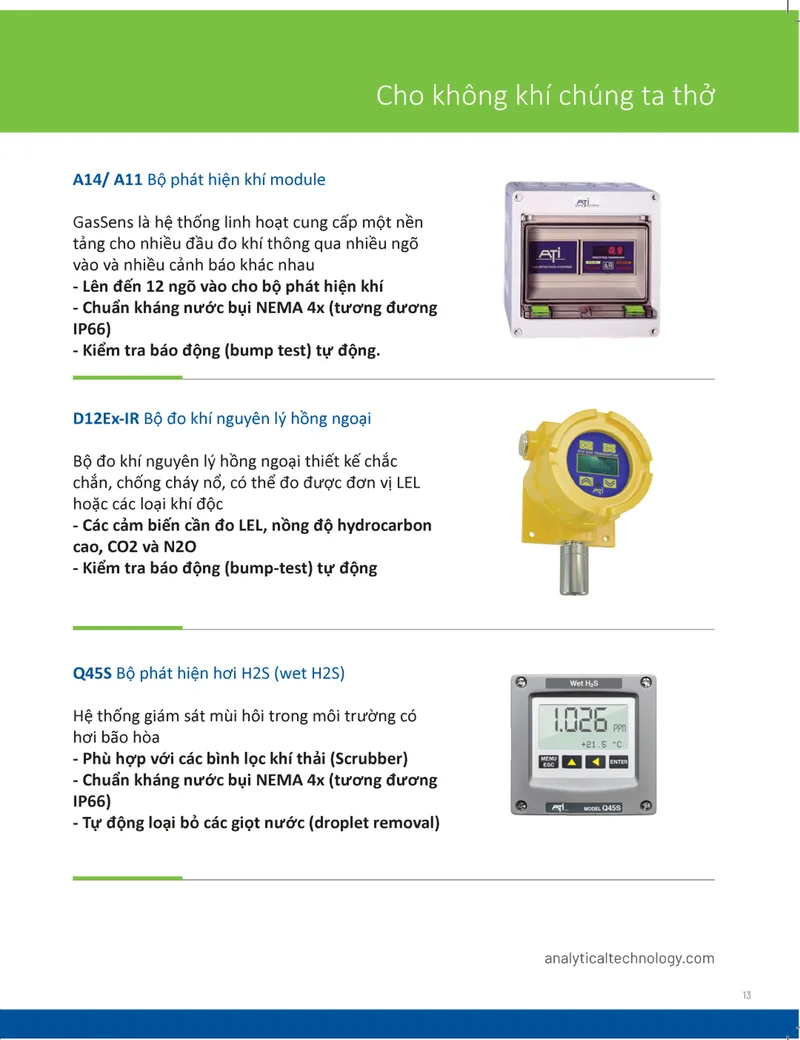 Cho không khí chúng ta thở
A14/ A11 Bộ phát hiện khí module
GasSens là hệ thống linh hoạt cung cấp một nền
tảng cho nhiều đầu đo khí thông qua nhiều ngõ
vào và nhiều cảnh báo khác nhau
- Lên đến 12 ngõ vào cho bộ phát hiện khí
- Chuẩn kháng nước bụi NEMA 4x (tương đương
IP66)
- Kiểm tra báo động (bump test) tự động.
ATi
ATi
D12Ex-IR Bộ đo khí nguyên lý hồng ngoại
Bộ đo khí nguyên lý hồng ngoại thiết kế chắc
chắn, chống cháy nổ, có thể đo được đơn vị LEL
hoặc các loại khí độc
- Các cảm biến cần đo LEL, nồng độ hydrocarbon
cao, CO2 và N2O
- Kiểm tra báo động (bump-test) tự động
D12 GAS TRANSMITTER
ATi
Q45S Bộ phát hiện hơi H2S (wet H2S)
Hệ thống giám sát mùi hôi trong môi trường có
hơi bão hòa
- Phù hợp với các bình lọc khí thải (Scrubber)
- Chuẩn kháng nước bụi NEMA 4x (tương đương
IP66)
- Tự động loại bỏ các giọt nước (droplet removal)
Wet H2S
1.026 PPM
+21.5 °C
MENU
ESC
ENTER
ATi MODEL Q45S
analyticaltechnology.com
13